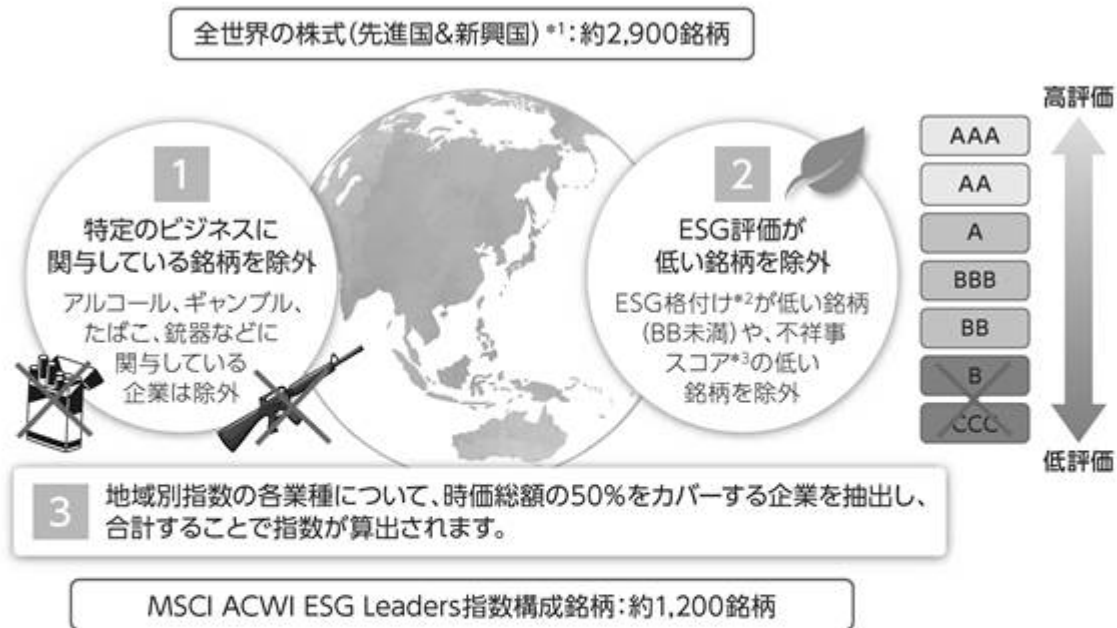 全世界の株式(先進国&新興国)*1:約2,900銘柄
1
特定のビジネスに
関与している銘柄を除外
アルコール、ギャンブル、
たばこ、銃器などに
関与している
企業は除外
2
ESG評価が
低い銘柄を除外
ESG格付け*2が低い銘柄
(BB未満)や、不祥事
スコア*3の低い
銘柄を除外
高評価
AAA
AA
A
BBB
BB
B
CCC
低評価
3
地域別指数の各業種について、時価総額の50%をカバーする企業を抽出し、
合計することで指数が算出されます。
MSCI ACWI ESG Leaders指数構成銘柄:約1,200銘柄